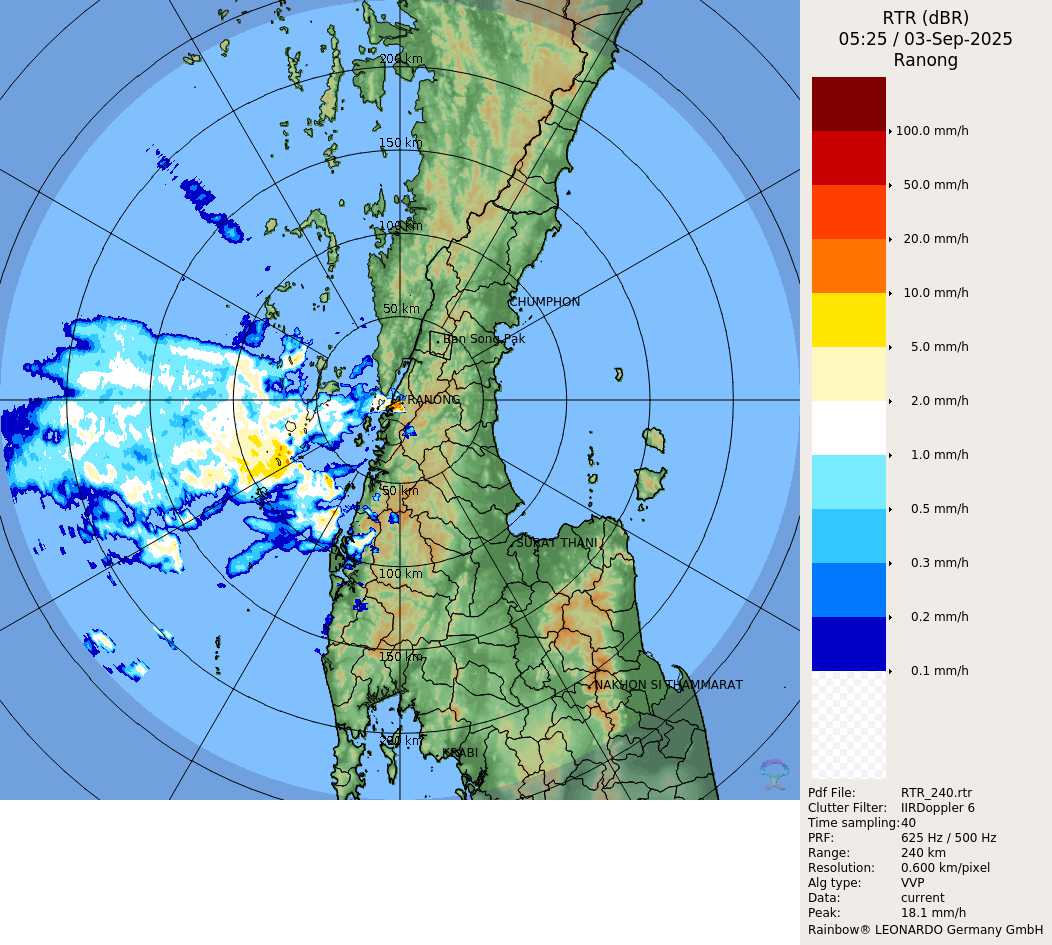 RTR (dBR)
05:25 / 03-Sep-2025
Ranong
200 km
150 km
100 km
50 km
CHUMPHON
Ban Song Pak
RANONG
50 km
SURAT THANI
100 km
150 km
NAKHON SI THAMMARAT
200 km
KRABI
100.0 mm/h
50.0 mm/h
20.0 mm/h
10.0 mm/h
5.0 mm/h
2.0 mm/h
1.0 mm/h
0.5 mm/h
0.3 mm/h
0.2 mm/h
0.1 mm/h
Pdf File: RTR_240.rtr
Clutter Filter: IIRDoppler 6
Time sampling:40
PRF: 625 Hz / 500 Hz
Range: 240 km
Resolution: 0.600 km/pixel
Alg type: VVP
Data: current
Peak: 18.1 mm/h
Rainbow® LEONARDO Germany GmbH